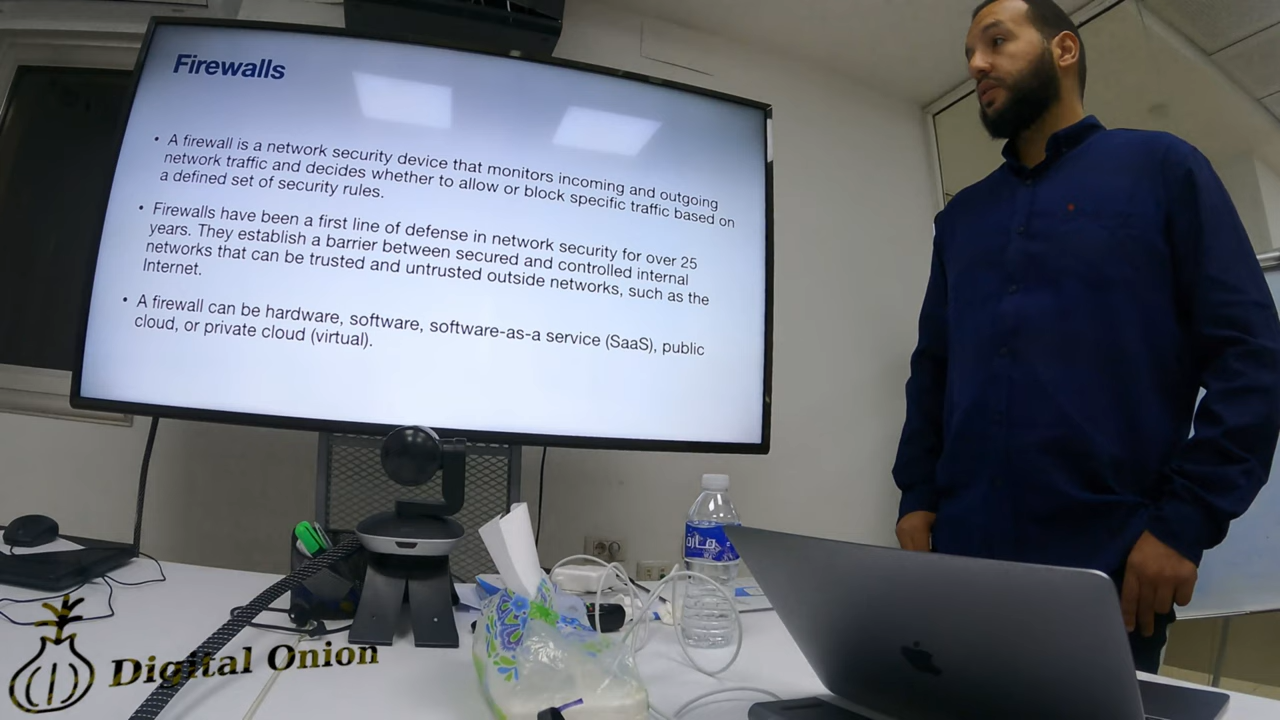 Firewalls
• A firewall is a network security device that monitors incoming and outgoing
network traffic and decides whether to allow or block specific traffic based on
a defined set of security rules.
• Firewalls have been a first line of defense in network security for over 25
years. They establish a barrier between secured and controlled internal
networks that can be trusted and untrusted outside networks, such as the
Internet.
• A firewall can be hardware, software, software-as-a service (SaaS), public
cloud, or private cloud (virtual).
Digital Onion